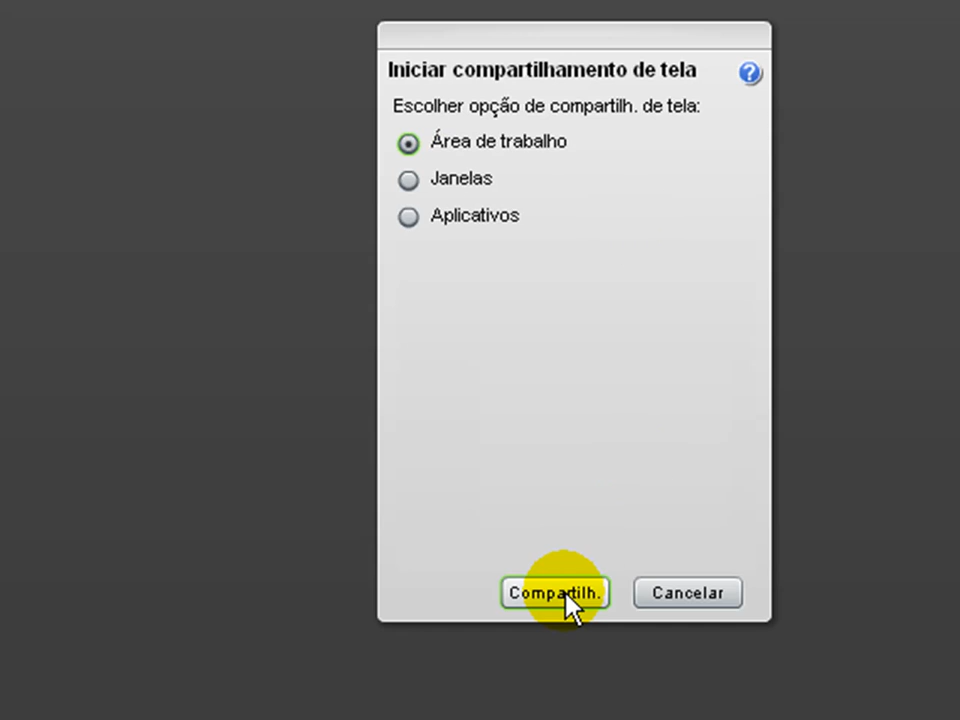 Iniciar compartilhamento de tela
?
Escolher opção de compartilh. de tela:
Área de trabalho
Janelas
Aplicativos
Compartilh.
Cancelar